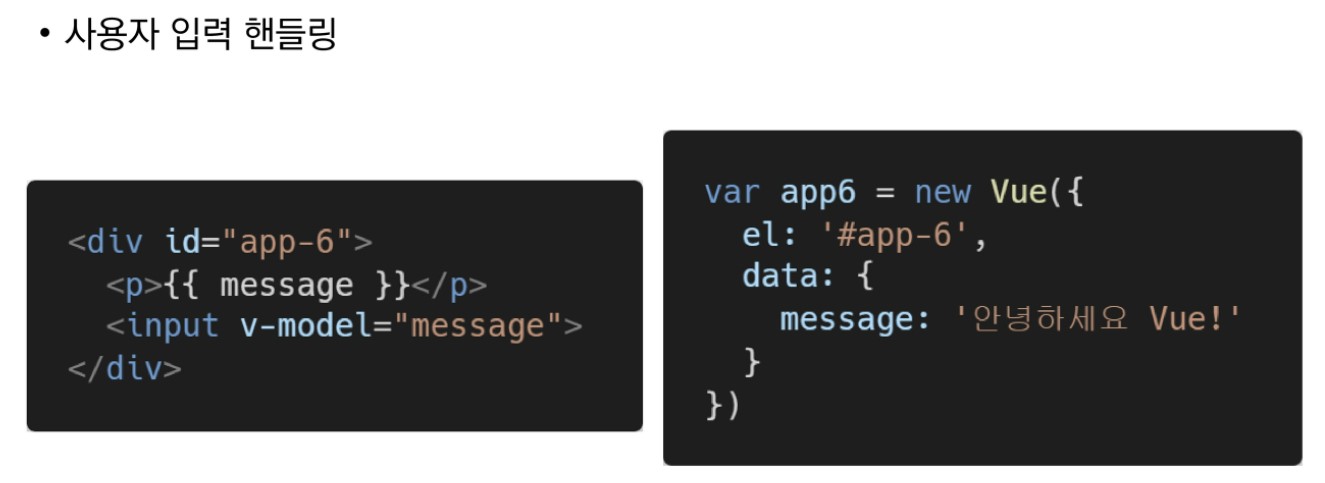 • 사용자 입력 핸들링
<div id="app-6">
  <p>{{ message }}</p>
  <input v-model="message">
</div>
var app6 = new Vue({
  el: '#app-6',
  data: {
    message: '안녕하세요 Vue!'
  }
})